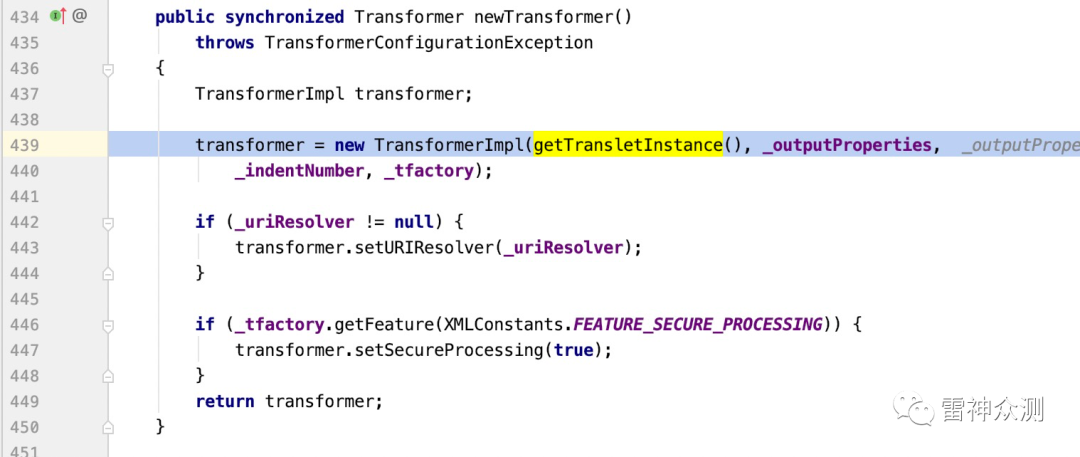 434 @ public synchronized Transformer newTransformer()
435 throws TransformerConfigurationException
436 {
437 TransformerImpl transformer;
438
439 transformer = new TransformerImpl(getTransletInstance(), _outputProperties, _outputPrope
440 _indentNumber, _tfactory);
441
442 if (_uriResolver != null) {
443 transformer.setURIResolver(_uriResolver);
444 }
445
446 if (_tfactory.getFeature(XMLConstants.FEATURE_SECURE_PROCESSING)) {
447 transformer.setSecureProcessing(true);
448 }
449 return transformer;
450 }
451
雷神众测